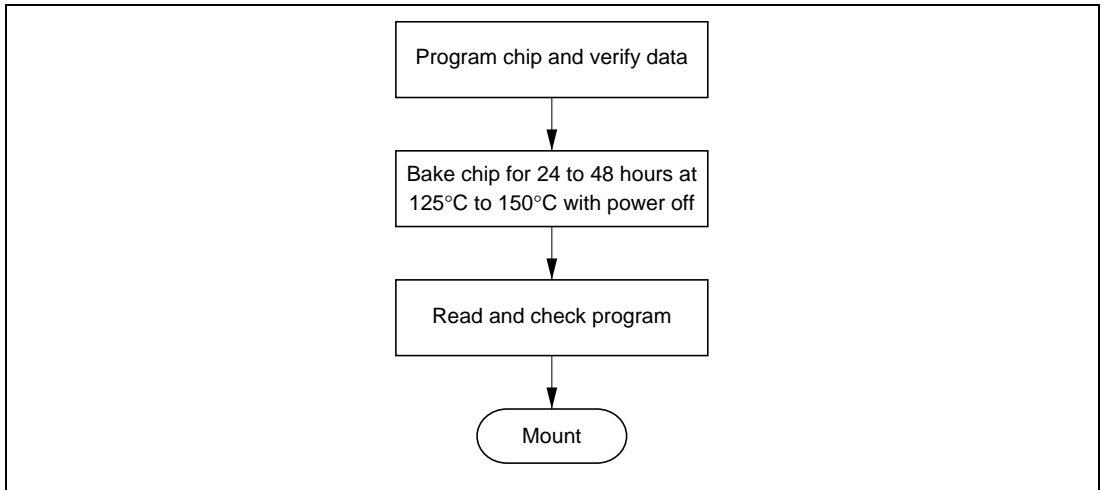 Program chip and verify data
Bake chip for 24 to 48 hours at
125°C to 150°C with power off
Read and check program
Mount